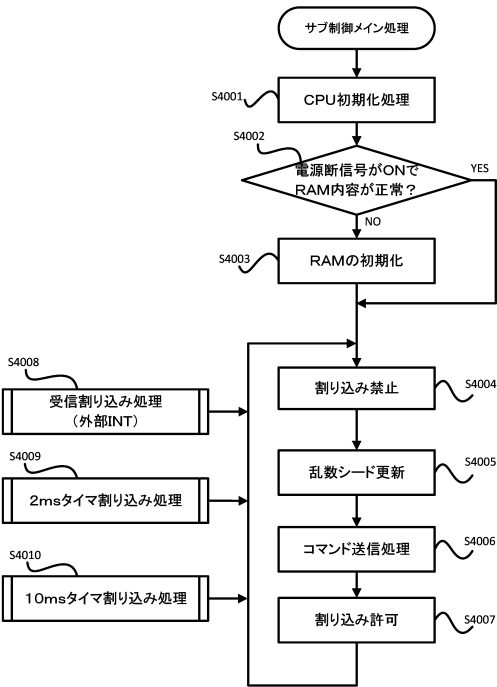 サブ制御メイン処理
S4001
CPU初期化処理
S4002
電源断信号がONで
RAM内容が正常？
YES
NO
S4003
RAMの初期化
S4008
受信割り込み処理
（外部INT）
割り込み禁止
S4004
S4009
2msタイマ割り込み処理
乱数シード更新
S4005
コマンド送信処理
S4006
S4010
10msタイマ割り込み処理
割り込み許可
S4007